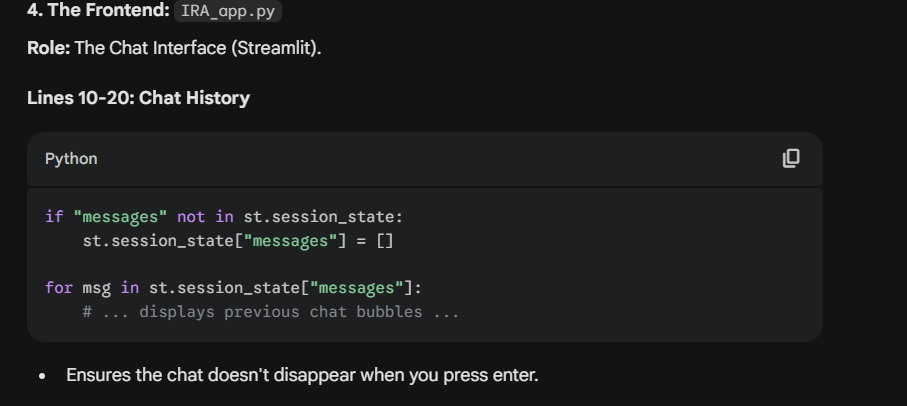 4. The Frontend: IRA_app.py
Role: The Chat Interface (Streamlit).
Lines 10-20: Chat History
Python
if "messages" not in st.session_state:
    st.session_state["messages"] = []
for msg in st.session_state["messages"]:
    # ... displays previous chat bubbles ...
• Ensures the chat doesn't disappear when you press enter.